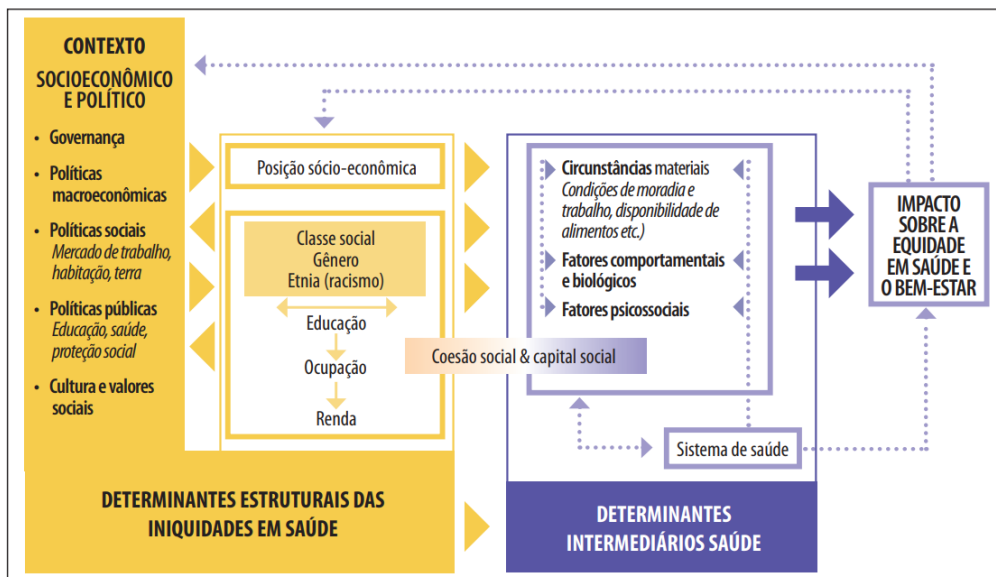 CONTEXTO
SOCIOECONÔMICO
E POLÍTICO
• Governança
• Políticas
macroeconômicas
• Políticas sociais
Mercado de trabalho,
habitação, terra
• Políticas públicas
Educação, saúde,
proteção social
• Cultura e valores
sociais
Posição sócio-econômica
Classe social
Gênero
Etnia (racismo)
Educação
Ocupação
Renda
Coesão social & capital social
DETERMINANTES ESTRUTURAIS DAS
INIQUIDADES EM SAÚDE
Circunstâncias materiais
Condições de moradia e
trabalho, disponibilidade de
alimentos etc.)
Fatores comportamentais
e biológicos
Fatores psicossociais
Sistema de saúde
DETERMINANTES
INTERMEDIÁRIOS SAÚDE
IMPACTO
SOBRE A
EQUIDADE
EM SAÚDE E
O BEM-ESTAR